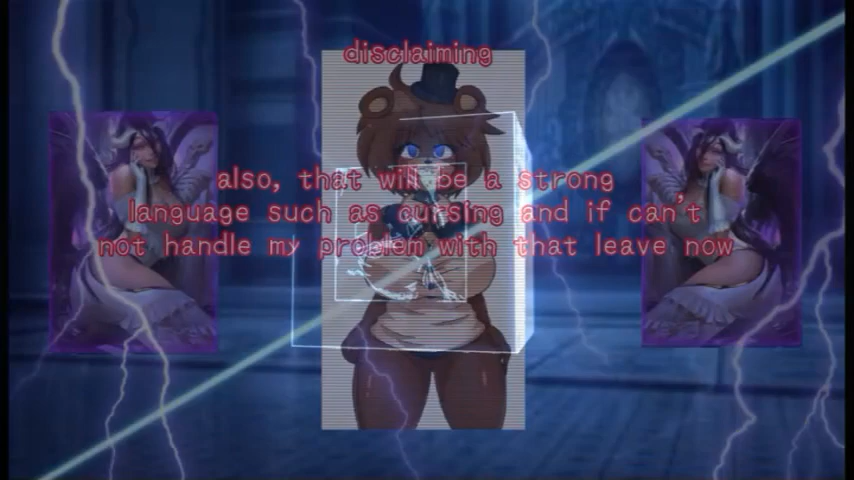 disclaiming
also, that will be a strong
language such as cursing and if can't
not handle my problem with that leave now